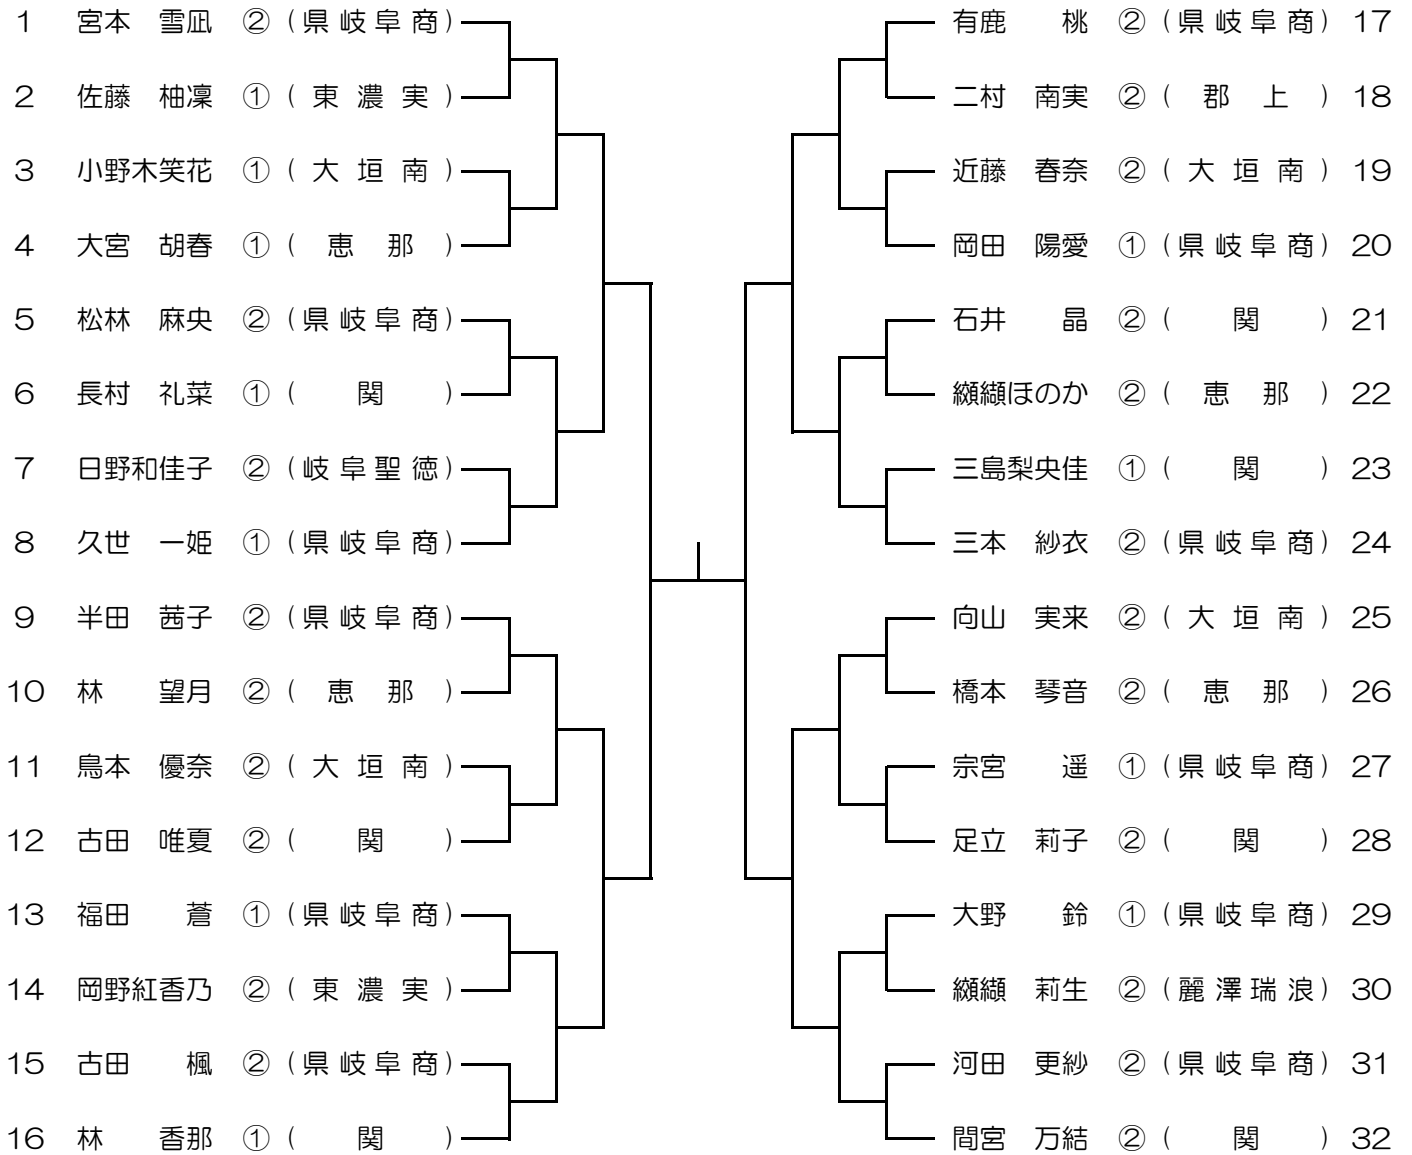 1 宮本 雪凪 ② (県岐阜商)
2 佐藤 柚凜 ① (東濃実)
3 小野木笑花 ① (大垣南)
4 大宮 胡春 ① (恵那)
5 松林 麻央 ② (県岐阜商)
6 長村 礼菜 ① (関)
7 日野和佳子 ② (岐阜聖徳)
8 久世 一姫 ① (県岐阜商)
9 半田 茜子 ② (県岐阜商)
10 林 望月 ② (恵那)
11 鳥本 優奈 ② (大垣南)
12 古田 唯夏 ② (関)
13 福田 蒼 ① (県岐阜商)
14 岡野紅香乃 ② (東濃実)
15 古田 楓 ② (県岐阜商)
16 林 香那 ① (関)
有鹿 桃 ② (県岐阜商) 17
二村 南実 ② (郡上) 18
近藤 春奈 ② (大垣南) 19
岡田 陽愛 ① (県岐阜商) 20
石井 晶 ② (関) 21
纐纈ほのか ② (恵那) 22
三島梨央佳 ① (関) 23
三本 紗衣 ② (県岐阜商) 24
向山 実来 ② (大垣南) 25
橋本 琴音 ② (恵那) 26
宗宮 遥 ① (県岐阜商) 27
足立 莉子 ② (関) 28
大野 鈴 ① (県岐阜商) 29
纐纈 莉生 ② (麗澤瑞浪) 30
河田 更紗 ② (県岐阜商) 31
間宮 万結 ② (関) 32